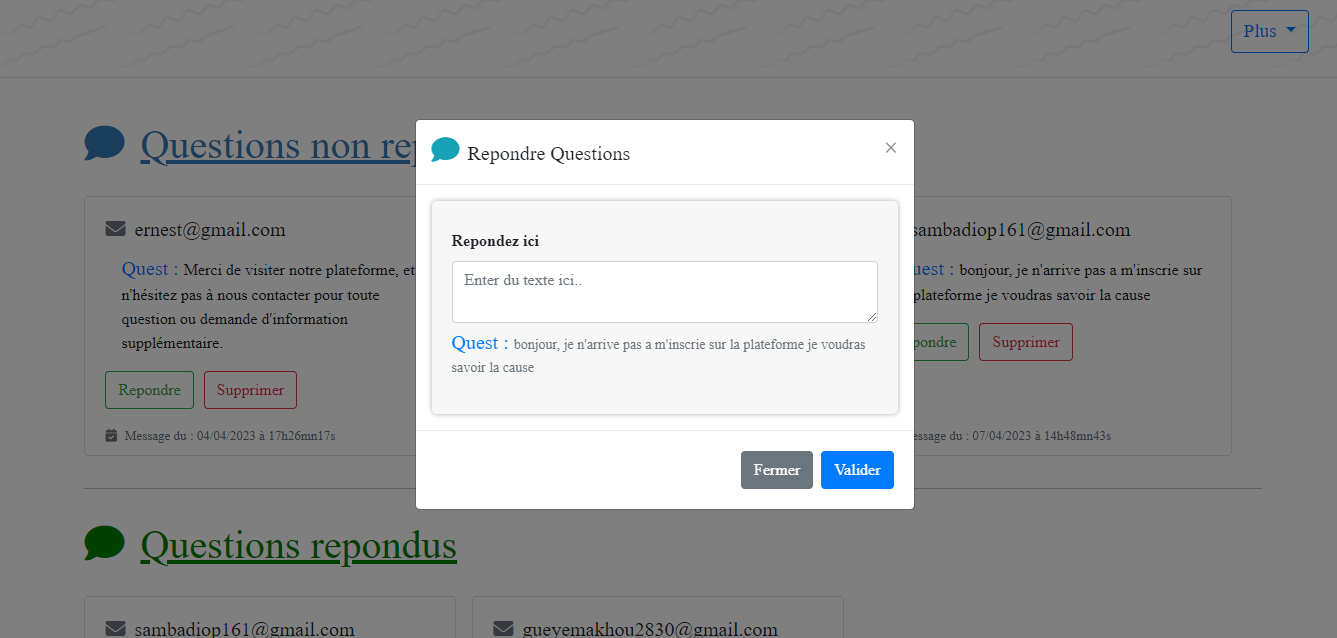 Plus
Questions non rep
Repondre Questions
×
ernest@gmail.com
Quest : Merci de visiter notre plateforme, et
n'hésitez pas à nous contacter pour toute
question ou demande d'information
supplémentaire.
Repondre Supprimer
Message du : 04/04/2023 à 17h26mn17s
Repondez ici
Enter du texte ici..
Quest : bonjour, je n'arrive pas a m'inscrie sur la plateforme je voudras
savoir la cause
Fermer Valider
sambadiop161@gmail.com
uest : bonjour, je n'arrive pas a m'inscrie sur
plateforme je voudras savoir la cause
pondre Supprimer
essage du : 07/04/2023 à 14h48mn43s
Questions repondus
sambadiop161@gmail.com
gueyemakhou2830@gmail.com